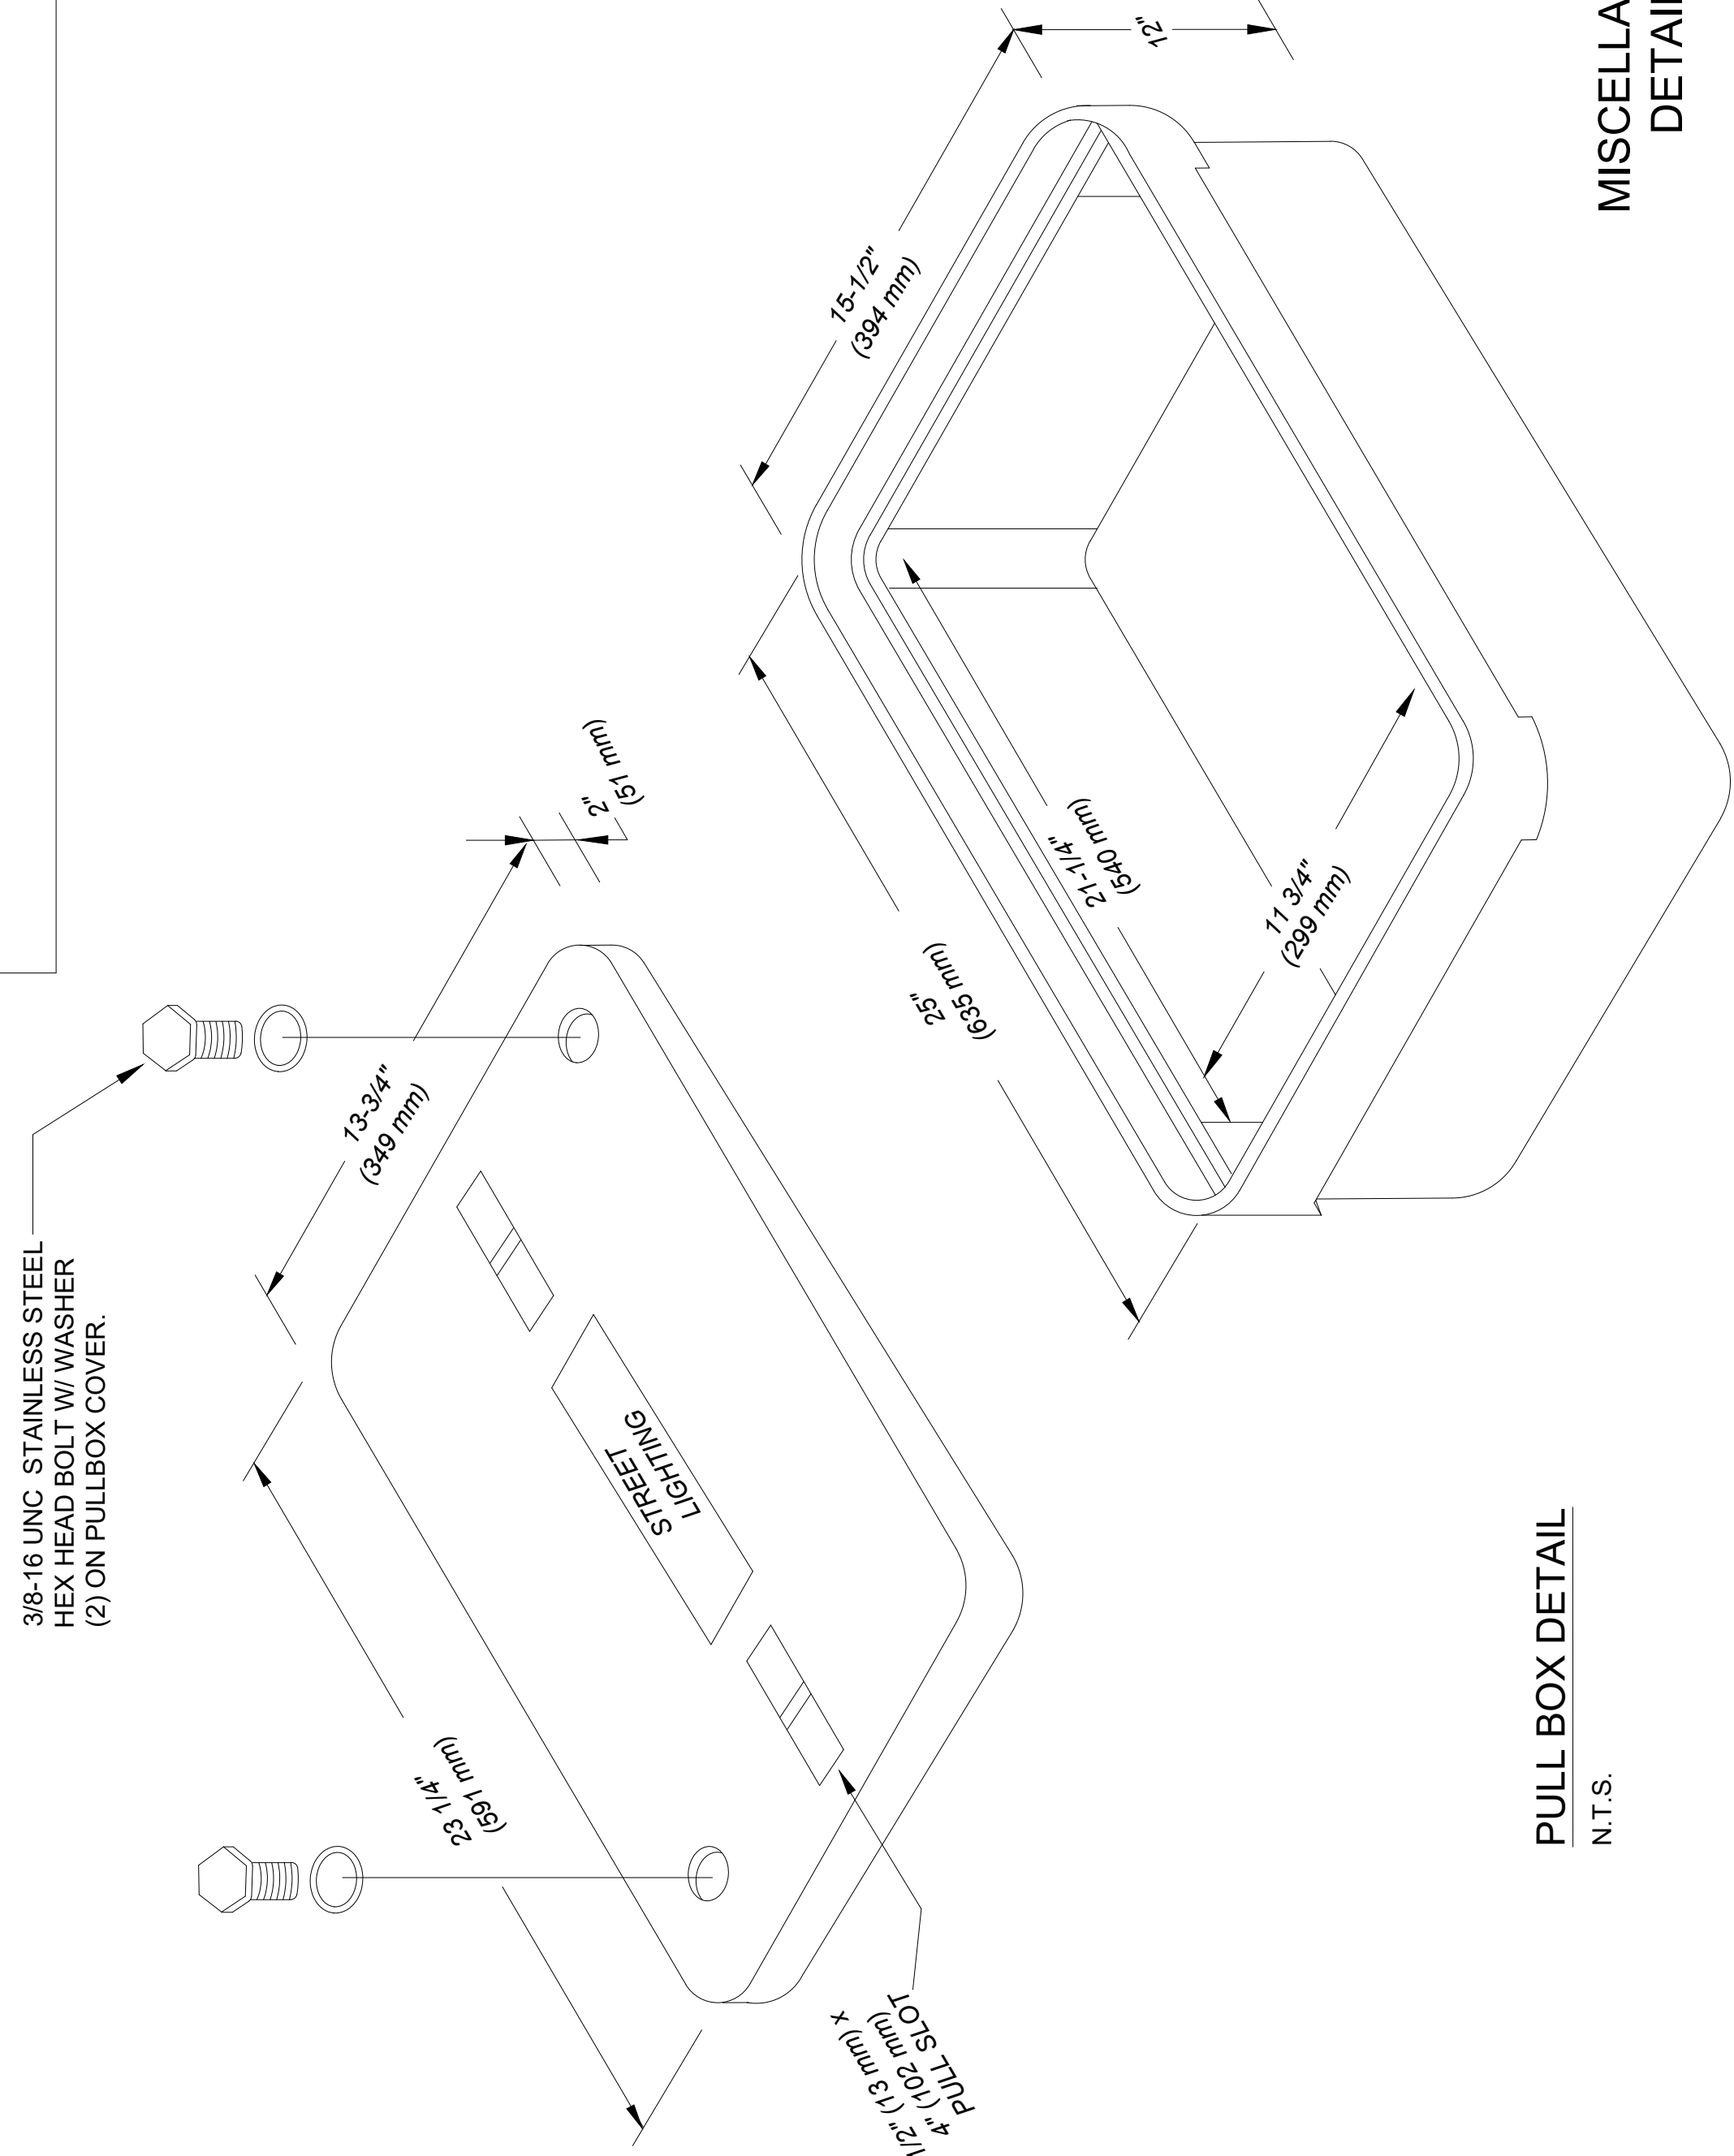 3/8-16 UNC STAINLESS STEEL
HEX HEAD BOLT W/ WASHER
(2) ON PULLBOX COVER.
13-3/4"
(349 mm)
2"
(51 mm)
23 1/4"
(591 mm)
STREET
LIGHTING
1/2" (13 mm) x
4" (102 mm)
PULL SLOT
15-1/2"
(394 mm)
12"
25"
(635 mm)
21-1/4"
(540 mm)
11 3/4"
(299 mm)
PULL BOX DETAIL
N.T.S.
MISCELLA
DETAIL